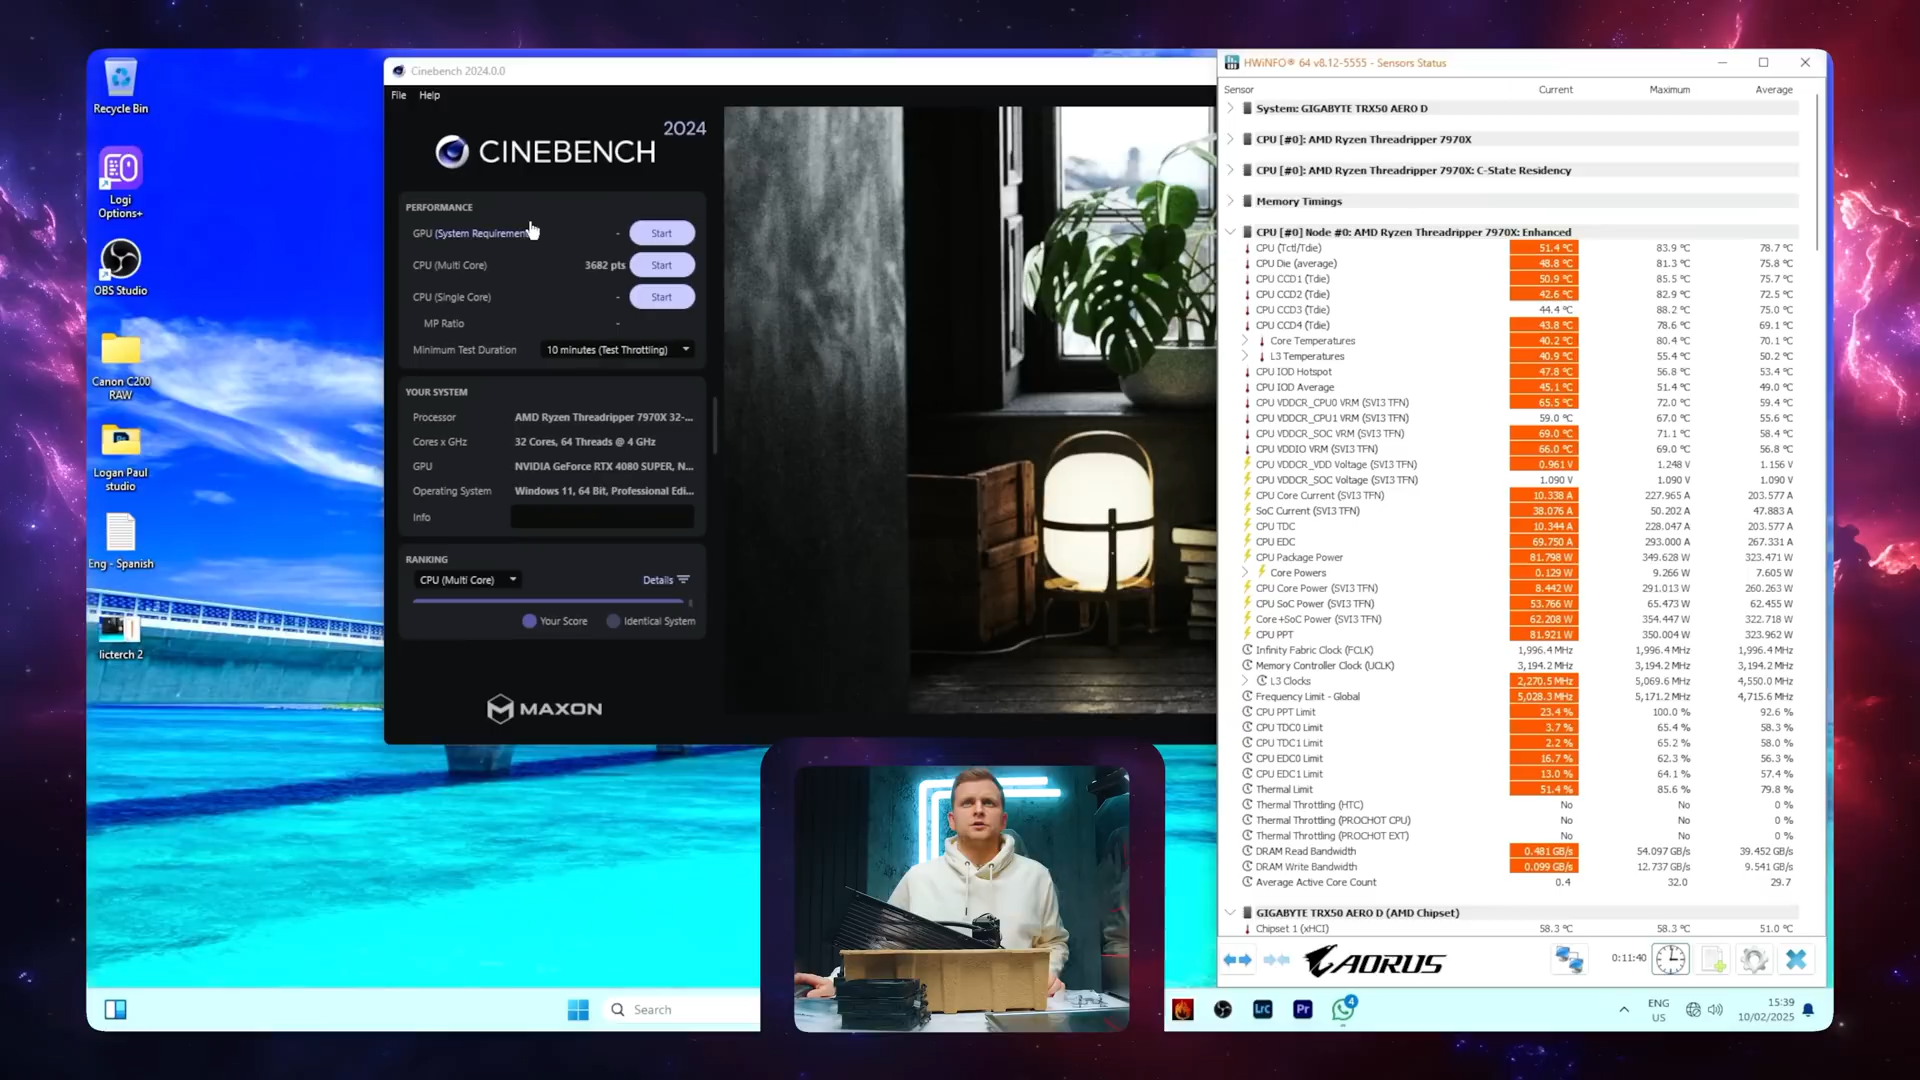 Recycle Bin
Logi
Options+
OBS Studio
Canon C200
RAW
Logan Paul
studio
Eng - Spanish
licterch 2
Cinebench 2024.0.0
File Help
2024
CINEBENCH
PERFORMANCE
GPU (System Requirement
- Start
CPU (Multi Core) 3682 pts Start
CPU (Single Core) - Start
MP Ratio -
Minimum Test Duration 10 minutes (Test Throttling)
YOUR SYSTEM
Processor AMD Ryzen Threadripper 7970X 32-...
Cores x GHz 32 Cores, 64 Threads @ 4 GHz
GPU NVIDIA GeForce RTX 4080 SUPER, N...
Operating System Windows 11, 64 Bit, Professional Edi...
Info
RANKING
CPU (Multi Core) Details
Your Score Identical System
MAXON
HWiNFO® 64 v8.12-5555 - Sensors Status
Sensor Current Maximum Average
System: GIGABYTE TRX50 AERO D
CPU [#0]: AMD Ryzen Threadripper 7970X
CPU [#0]: AMD Ryzen Threadripper 7970X: C-State Residency
Memory Timings
CPU [#0] Node #0: AMD Ryzen Threadripper 7970X: Enhanced
CPU (Tctl/Tdie) 51.4 °C 83.9 °C 78.7 °C
CPU Die (average) 48.8 °C 81.3 °C 75.8 °C
CPU CCD1 (Tdie) 50.9 °C 85.5 °C 75.7 °C
CPU CCD2 (Tdie) 42.6 °C 82.9 °C 72.5 °C
CPU CCD3 (Tdie) 44.4 °C 88.2 °C 75.0 °C
CPU CCD4 (Tdie) 43.8 °C 78.6 °C 69.1 °C
Core Temperatures 40.2 °C 80.4 °C 70.1 °C
L3 Temperatures 40.9 °C 55.4 °C 50.2 °C
CPU IOD Hotspot 47.8 °C 56.8 °C 53.4 °C
CPU IOD Average 45.1 °C 51.4 °C 49.0 °C
CPU VDDCR_CPU0 VRM (SVI3 TFN) 65.5 °C 72.0 °C 59.4 °C
CPU VDDCR_CPU1 VRM (SVI3 TFN) 59.0 °C 67.0 °C 55.6 °C
CPU VDDCR_SOC VRM (SVI3 TFN) 69.0 °C 71.1 °C 58.4 °C
CPU VDDIO VRM (SVI3 TFN) 66.0 °C 69.0 °C 56.8 °C
CPU VDDCR_VDD Voltage (SVI3 TFN) 0.961 V 1.248 V 1.156 V
CPU VDDCR_SOC Voltage (SVI3 TFN) 1.090 V 1.090 V 1.090 V
CPU Core Current (SVI3 TFN) 10.338 A 227.965 A 203.577 A
SoC Current (SVI3 TFN) 38.076 A 50.202 A 47.883 A
CPU TDC 10.344 A 228.047 A 203.577 A
CPU EDC 69.750 A 293.000 A 267.331 A
CPU Package Power 81.798 W 349.628 W 323.471 W
Core Powers 0.129 W 9.266 W 7.605 W
CPU Core Power (SVI3 TFN) 8.442 W 291.013 W 260.263 W
CPU SoC Power (SVI3 TFN) 53.766 W 65.473 W 62.455 W
Core+SoC Power (SVI3 TFN) 62.208 W 354.447 W 322.718 W
CPU PPT 81.921 W 350.004 W 323.962 W
Infinity Fabric Clock (FCLK) 1,996.4 MHz 1,996.4 MHz 1,996.4 MHz
Memory Controller Clock (UCLK) 3,194.2 MHz 3,194.2 MHz 3,194.2 MHz
L3 Clocks 2,270.5 MHz 5,069.6 MHz 4,550.0 MHz
Frequency Limit - Global 5,028.3 MHz 5,171.2 MHz 4,715.6 MHz
CPU PPT Limit 23.4 % 100.0 % 92.6 %
CPU TDC0 Limit 3.7 % 65.4 % 58.3 %
CPU TDC1 Limit 2.2 % 65.2 % 58.0 %
CPU EDC0 Limit 16.7 % 62.3 % 56.3 %
CPU EDC1 Limit 13.0 % 64.1 % 57.4 %
Thermal Limit 51.4 % 85.6 % 79.8 %
Thermal Throttling (HTC) No No 0 %
Thermal Throttling (PROCHOT CPU) No No 0 %
Thermal Throttling (PROCHOT EXT) No No 0 %
DRAM Read Bandwidth 0.481 GB/s 54.097 GB/s 39.452 GB/s
DRAM Write Bandwidth 0.099 GB/s 12.737 GB/s 9.541 GB/s
Average Active Core Count 0.4 32.0 29.7
GIGABYTE TRX50 AERO D (AMD Chipset)
Chipset 1 (xHCI) 58.3 °C 58.3 °C 51.0 °C
AORUS 0:11:40
Search
LrC Pr 4
ENG
US
15:39
10/02/2025